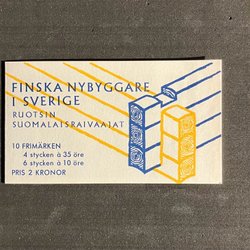 FINSKA NYBYGGARE
I SVERIGE
RUOTSIN
SUOMALAISRAIVAAJAT
10 FRIMÄRKEN
4 stycken à 35 öre
6 stycken à 10 öre
PRIS 2 KRONOR